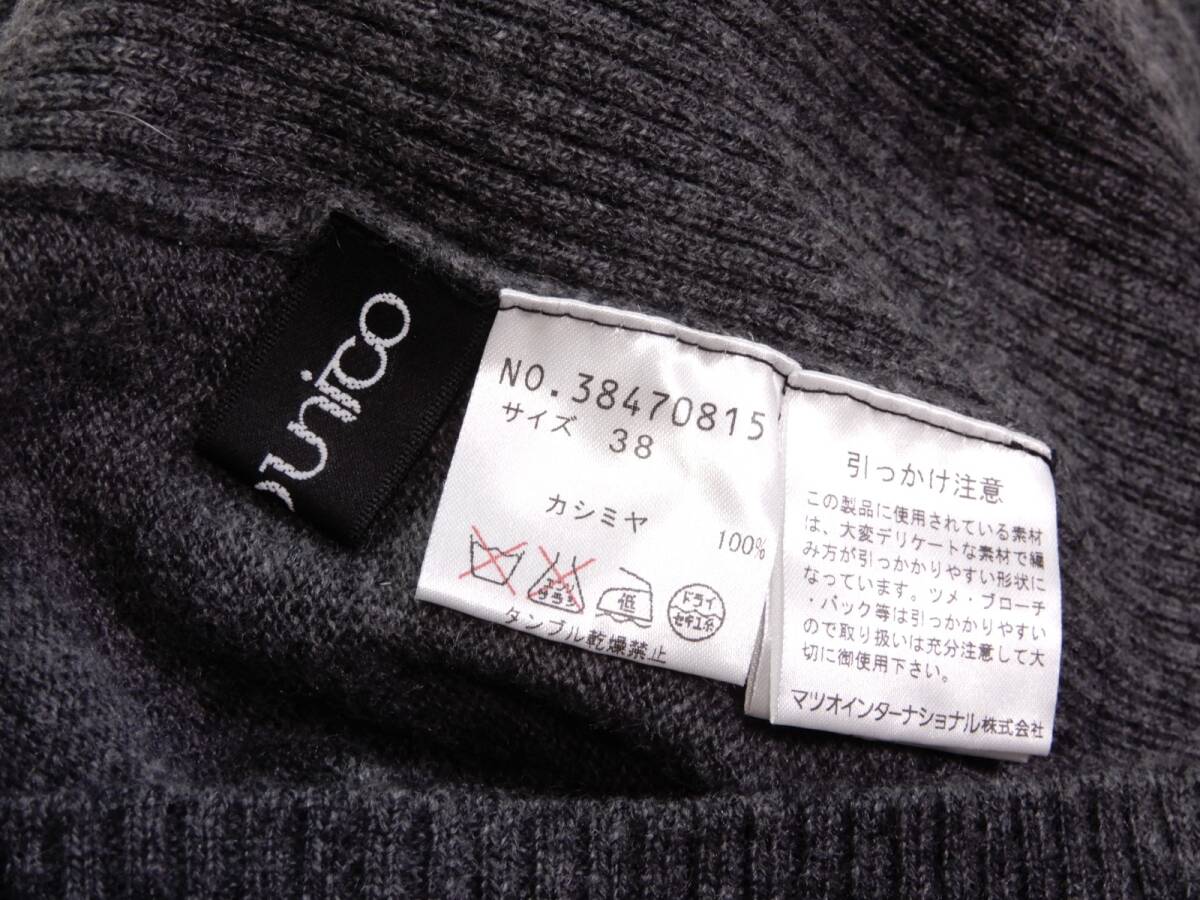 unico
NO.38470815
サイズ 38
カシミヤ
100%
エンソ
サラシ
低
ドライ
セキユ系
タンブル乾燥禁止
引っかけ注意
この製品に使用されている素材
は、大変デリケートな素材で編
み方が引っかかりやすい形状に
なっています。ツメ・ブローチ
・バック等は引っかかりやすい
ので取り扱いは充分注意して大
切に御使用下さい。
マツオインターナショナル株式会社